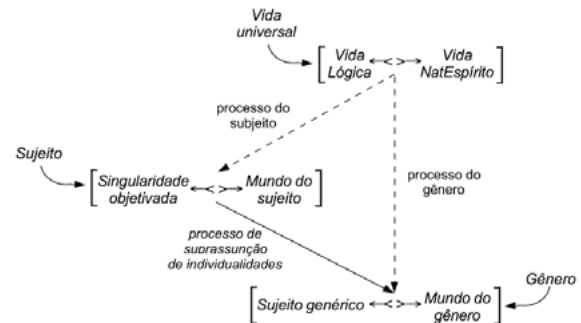 Vida
universal
Vida
Lógica
Vida
NatEspírito
processo do
subjeito
Sujeito
processo do
gênero
Singularidade
objetivada
Mundo do
sujeito
processo de
suprassunção
de individualidades
Gênero
Sujeito genérico
Mundo do
gênero